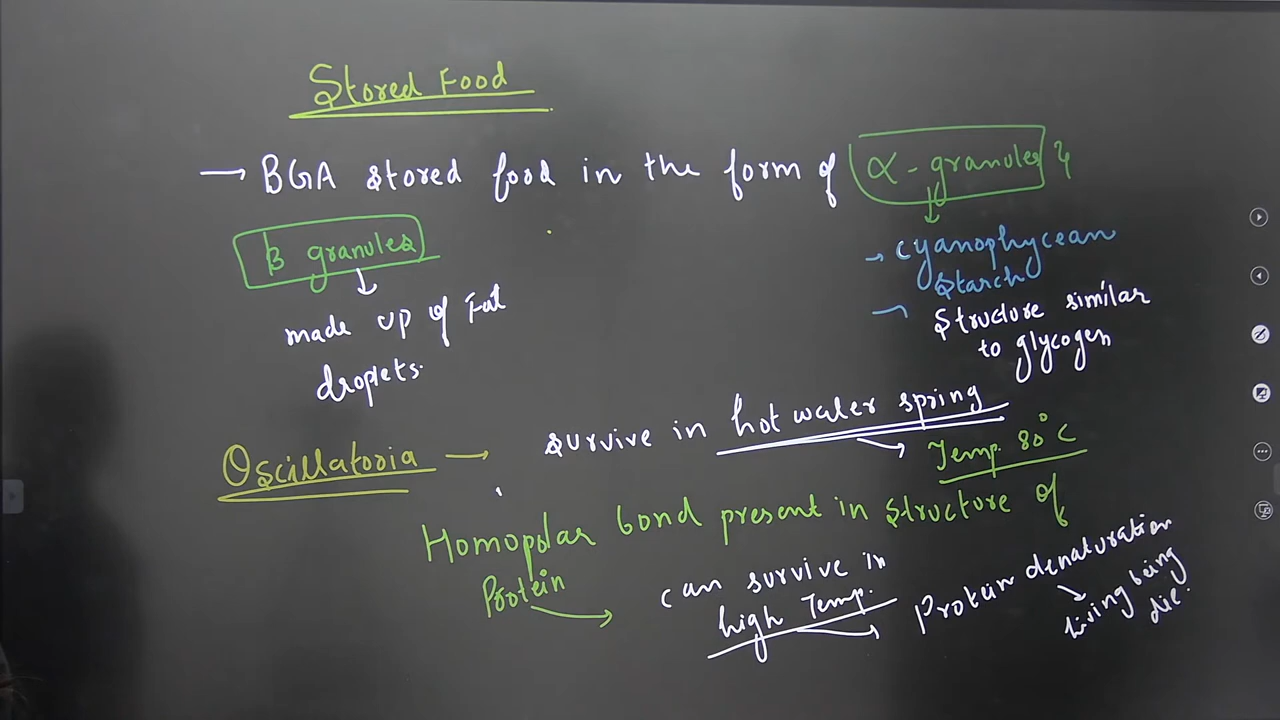 Stored Food
→ BGA stored food in the form of α-granules &
β granules
↓
made up of Fat
droplets.
↓
→ Cyanophycean
Starch
Structure similar
to glycogen
Oscillatoria → survive in hot water spring
→ Temp. 80°C
Homopolar bond present in structure of
Protein → can survive in
high Temp. → Protein denaturation
→ living being
die.